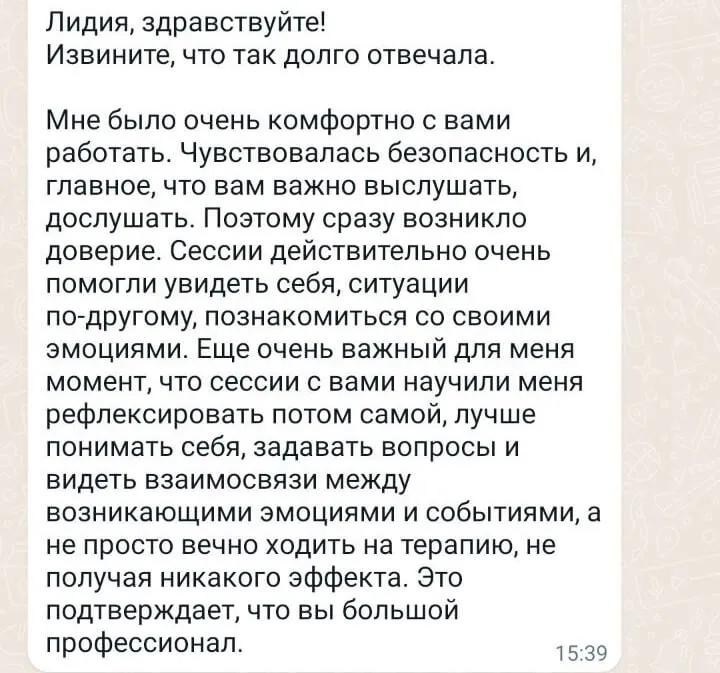 Лидия, здравствуйте!
Извините, что так долго отвечала.
Мне было очень комфортно с вами
работать. Чувствовалась безопасность и,
главное, что вам важно выслушать,
дослушать. Поэтому сразу возникло
доверие. Сессии действительно очень
помогли увидеть себя, ситуации
по-другому, познакомиться со своими
эмоциями. Еще очень важный для меня
момент, что сессии с вами научили меня
рефлексировать потом самой, лучше
понимать себя, задавать вопросы и
видеть взаимосвязи между
возникающими эмоциями и событиями, а
не просто вечно ходить на терапию, не
получая никакого эффекта. Это
подтверждает, что вы большой
профессионал.
15:39